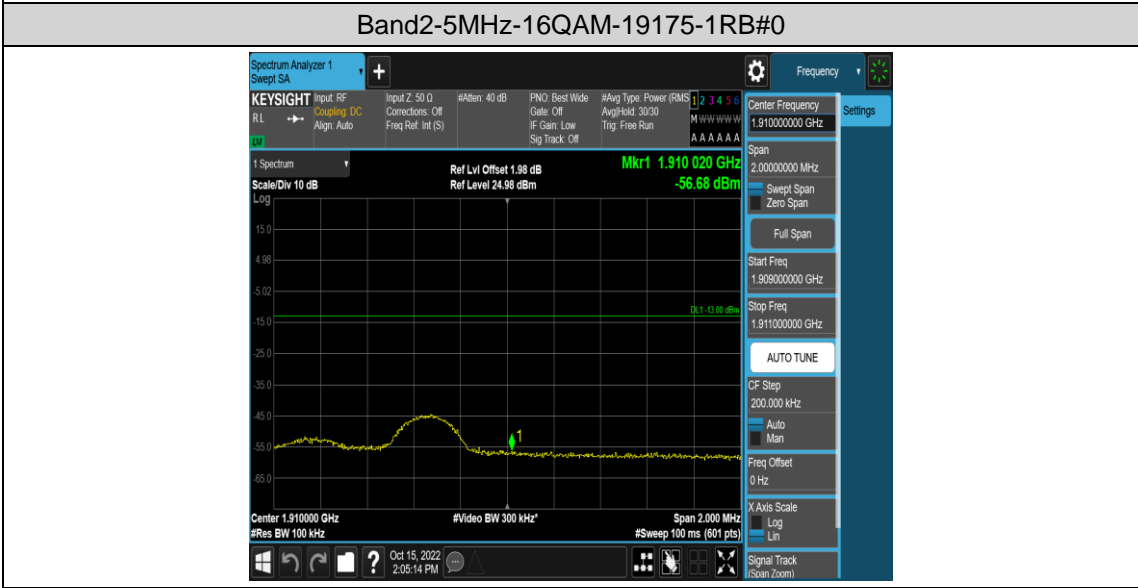 Band2-5MHz-16QAM-19175-1RB#0
Spectrum Analyzer 1
Swept SA
Frequency
KEYSIGHT
RL
LXI
Input: RF
Coupling: DC
Align: Auto
Input Z: 50 Ω
Corrections: Off
Freq Ref: Int (S)
#Atten: 40 dB
PNO: Best Wide
Gate: Off
IF Gain: Low
Sig Track: Off
#Avg Type: Power (RMS
Avg|Hold: 30/30
Trig: Free Run
1 2 3 4 5 6
M W W W W W
A A A A A A
1 Spectrum
Scale/Div 10 dB
Log
Ref Lvl Offset 1.98 dB
Ref Level 24.98 dBm
Mkr1 1.910 020 GHz
-56.68 dBm
15.0
4.98
-5.02
-15.0
-25.0
-35.0
-45.0
-55.0
-65.0
DL1 -13.00 dBm
1
Center 1.91000 GHz
#Res BW 100 kHz
#Video BW 300 kHz*
Span 2.000 MHz
#Sweep 100 ms (601 pts)
Oct 15, 2022
2:05:14 PM
Center Frequency
1.910000000 GHz
Settings
Span
2.00000000 MHz
Swept Span
Zero Span
Full Span
Start Freq
1.909000000 GHz
Stop Freq
1.911000000 GHz
AUTO TUNE
CF Step
200.000 kHz
Auto
Man
Freq Offset
0 Hz
X Axis Scale
Log
Lin
Signal Track
(Span Zoom)